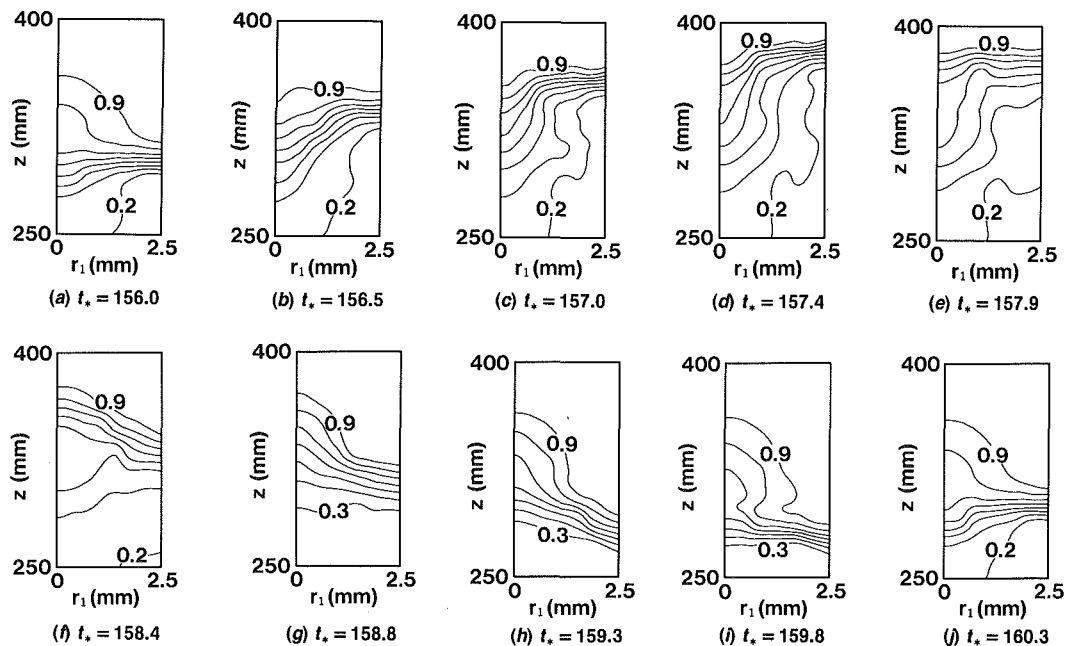 400
z (mm)
0.9
0.2
250
0
2.5
r₁ (mm)
(a) t* = 156.0
z (mm)
0.9
0.2
250
0
2.5
r₁ (mm)
(b) t* = 156.5
z (mm)
0.9
0.2
250
0
2.5
r₁ (mm)
(c) t* = 157.0
z (mm)
0.9
0.2
250
0
2.5
r₁ (mm)
(d) t* = 157.4
400
z (mm)
0.9
0.2
250
0
2.5
r₁ (mm)
(e) t* = 157.9
400
z (mm)
0.9
0.2
250
0
2.5
r₁ (mm)
(f) t* = 158.4
400
z (mm)
0.9
0.3
250
0
2.5
r₁ (mm)
(g) t* = 158.8
400
z (mm)
0.9
0.3
250
0
2.5
r₁ (mm)
(h) t* = 159.3
400
z (mm)
0.9
0.3
250
0
2.5
r₁ (mm)
(i) t* = 159.8
400
z (mm)
0.9
0.2
250
0
2.5
r₁ (mm)
(j) t* = 160.3